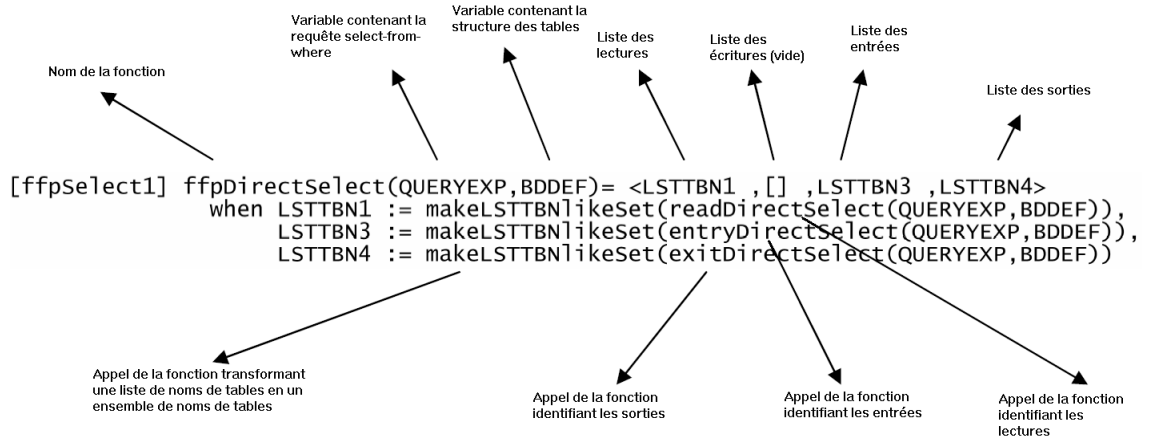 Variable contenant la
requête select-from-
where
Variable contenant la
structure des tables
Liste des
lectures
Liste des
écritures (vide)
Liste des
entrées
Nom de la fonction
Liste des sorties
[ffpSelect1] ffpDirectSelect(QUERYEXP,BDDEF)= <LSTTBN1 ,[] ,LSTTBN3 ,LSTTBN4>
when LSTTBN1 := makeLSTTBNlikeSet(readDirectSelect(QUERYEXP,BDDEF)),
LSTTBN3 := makeLSTTBNlikeSet(entryDirectSelect(QUERYEXP,BDDEF)),
LSTTBN4 := makeLSTTBNlikeSet(exitDirectSelect(QUERYEXP,BDDEF))
Appel de la fonction transformant
une liste de noms de tables en un
ensemble de noms de tables
Appel de la fonction
identifiant les sorties
Appel de la fonction
identifiant les entrées
Appel de la fonction
identifiant les
lectures